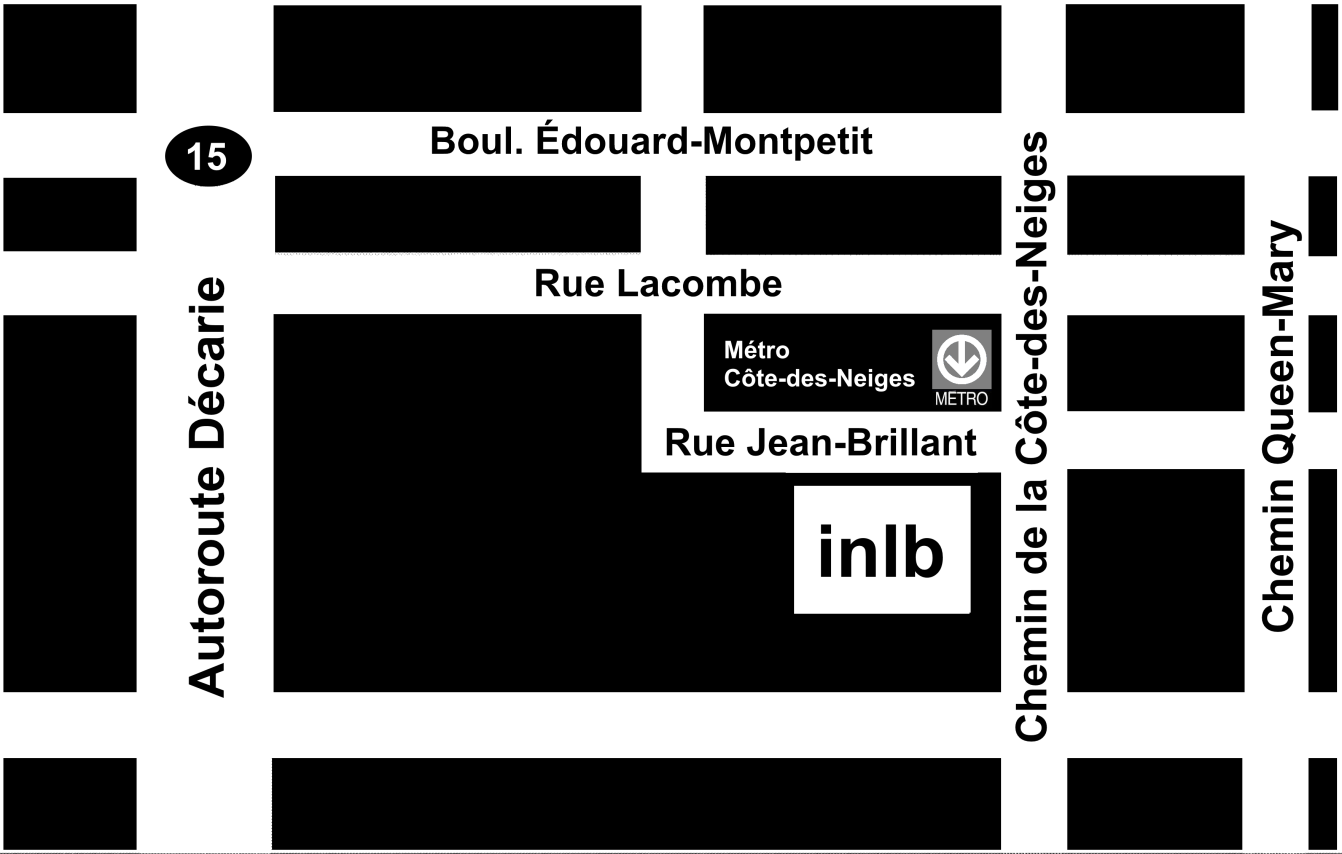 15
Boul. Édouard-Montpetit
Rue Lacombe
Métro
Côte-des-Neiges
MÉTRO
Rue Jean-Brillant
inlb
Autoroute Décarie
Chemin de la Côte-des-Neiges
Chemin Queen-Mary